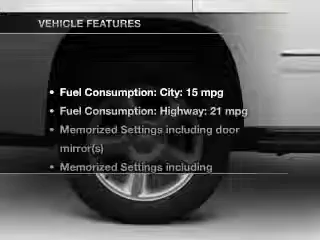 VEHICLE FEATURES
• Fuel Consumption: City: 15 mpg
• Fuel Consumption: Highway: 21 mpg
• Memorized Settings including door
mirror(s)
• Memorized Settings including